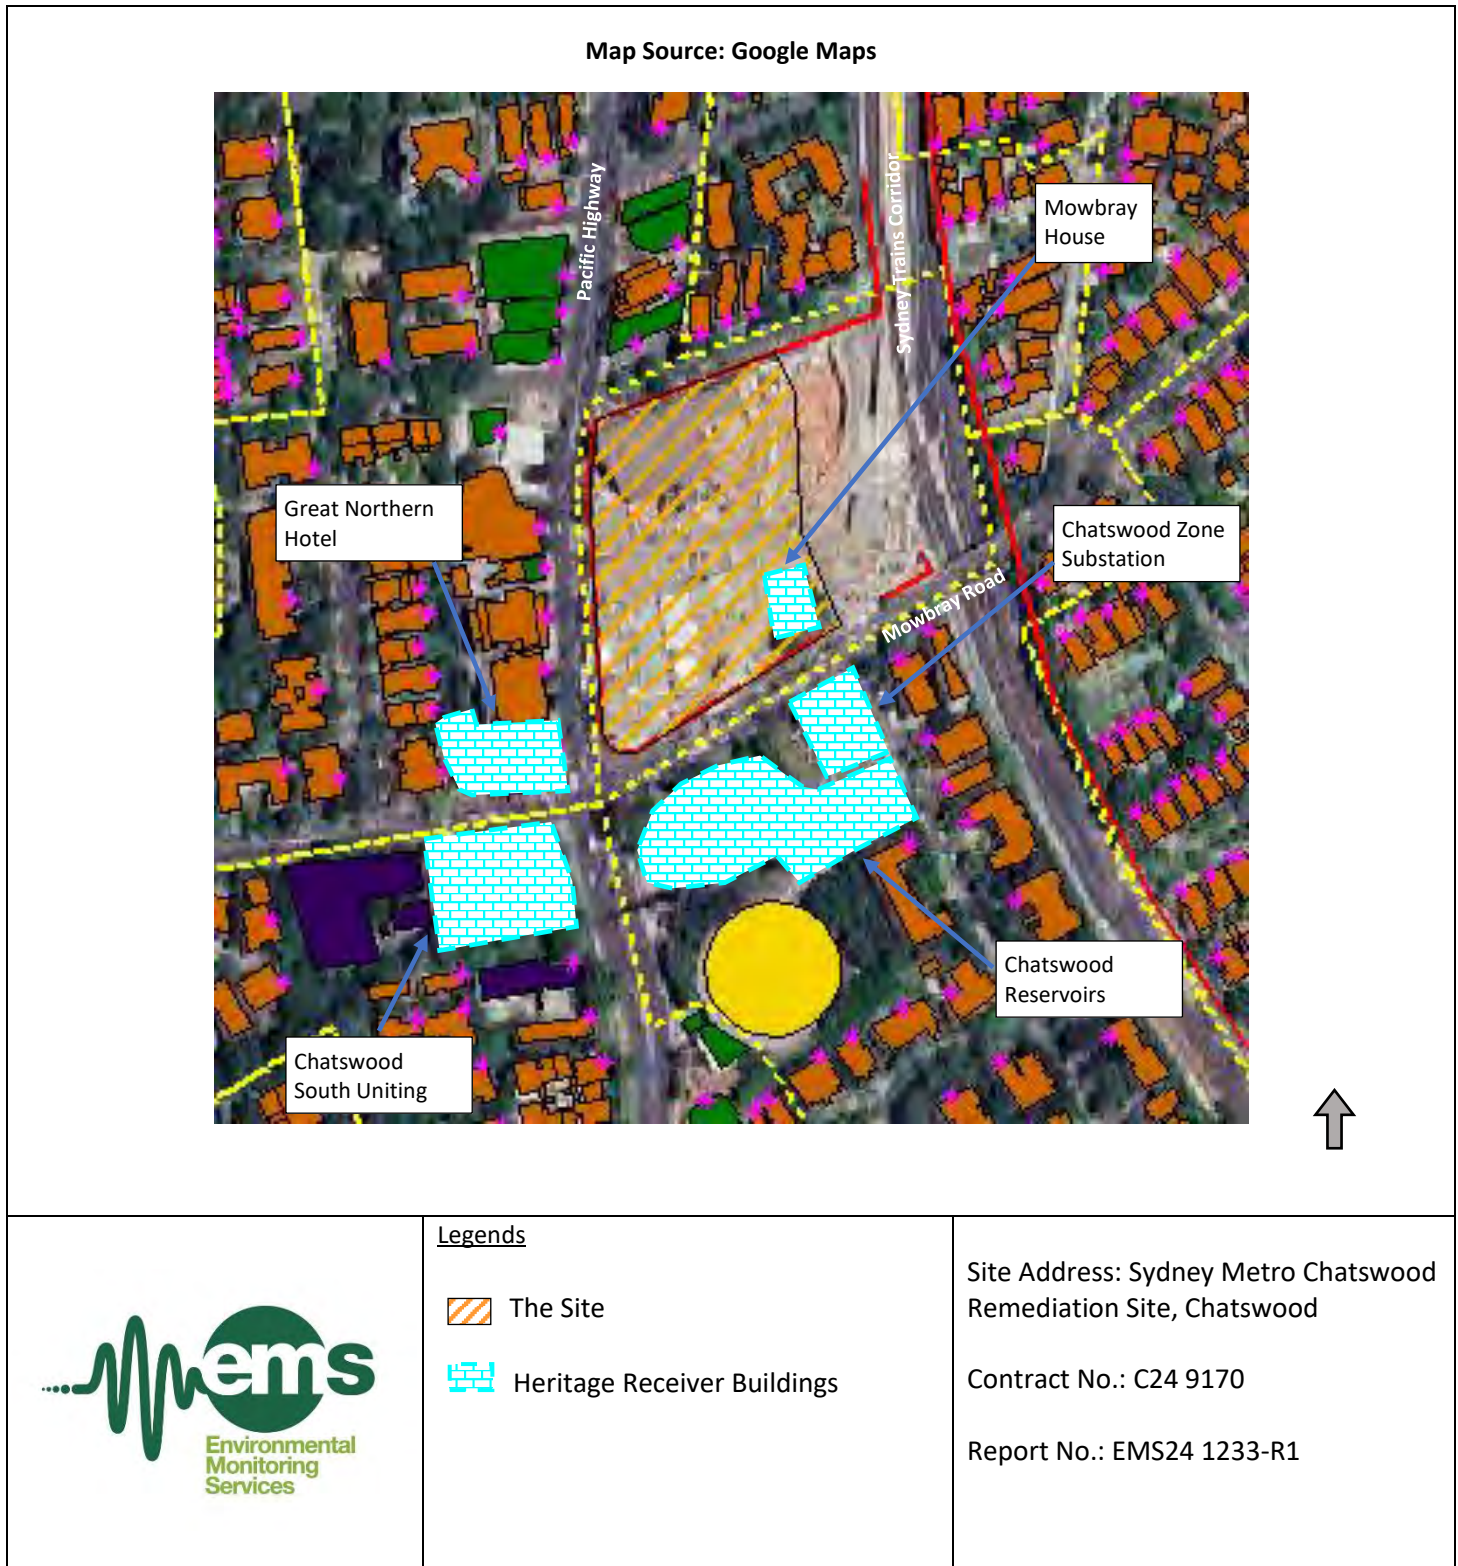 Map Source: Google Maps
Pacific Highway
Sydney Trains Corridor
Mowbray
House
Great Northern
Hotel
Chatswood Zone
Substation
Mowbray Road
Chatswood
Reservoirs
Chatswood
South Uniting
ems
Environmental
Monitoring
Services
Legends
The Site
Heritage Receiver Buildings
Site Address: Sydney Metro Chatswood
Remediation Site, Chatswood
Contract No.: C24 9170
Report No.: EMS24 1233-R1